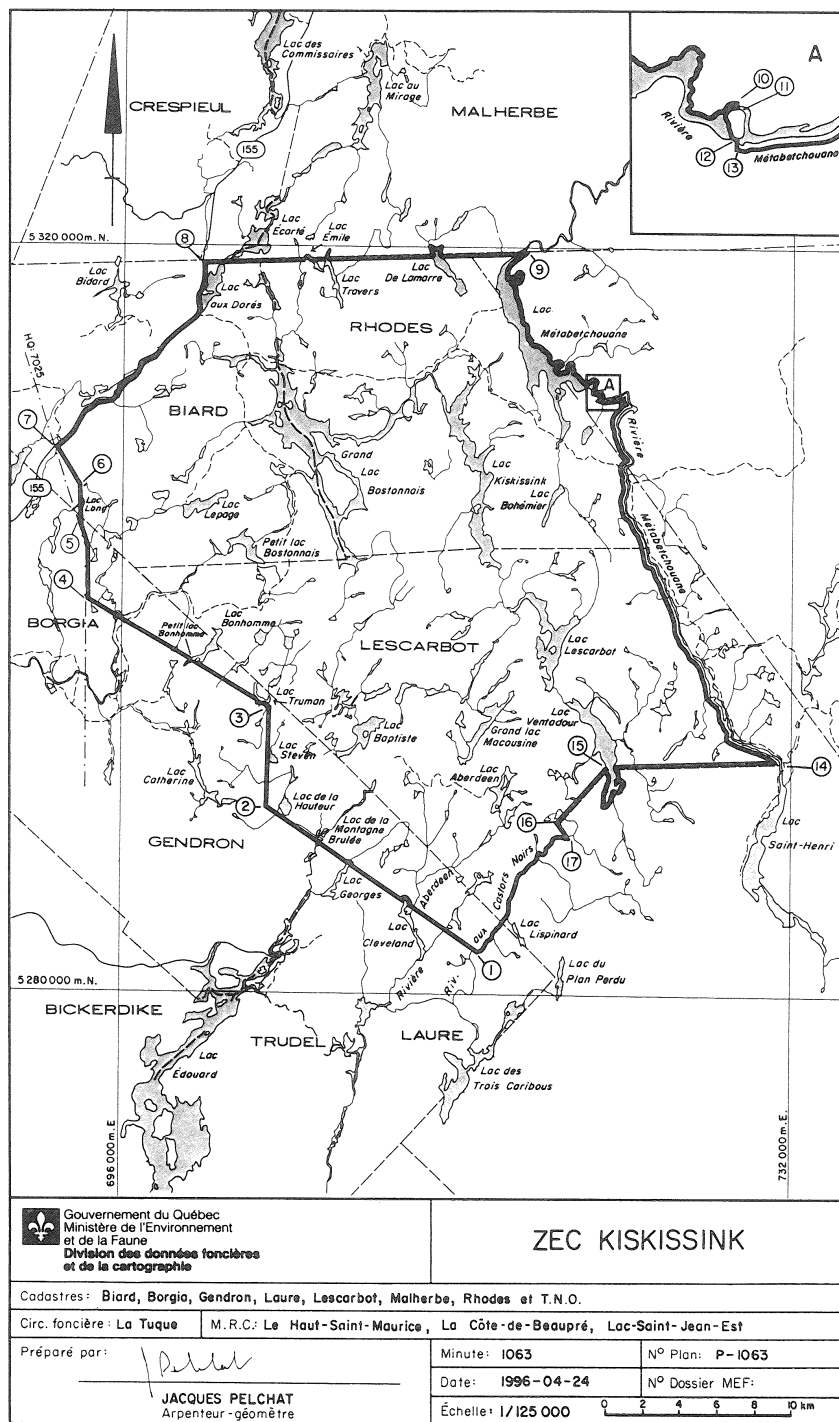 Lac des
Commissaires
Lac au
Mirage
CRESPIEUL
MALHERBE
155
A
10
11
Rivière
12
13
Métabetchouane
5 320 000 m. N.
8
Lac
Écarté
Lac
Émile
9
Lac
Bidard
Lac
aux Dorés
Lac
Travers
Lac
De Lamarre
RHODES
Lac
Métabetchouane
HQ: 7025
A
BIARD
Rivière
7
Grand
Lac
Bostonnais
6
155
Lac
Long
Lac
Lepage
Lac
Kiskissink
Lac
Bohémier
Métabetchouane
5
Petit lac
Bostonnais
4
BORGIA
Petit lac
Bonhomme
Lac
Bonhomme
LESCARBOT
Lac
Lescarbot
3
Lac
Truman
Lac
Baptiste
Grand lac
Macousine
Lac
Ventadour
15
Lac
Steven
14
Lac
Catherine
Lac
Aberdeen
2
Lac de la
Hauteur
16
Lac de la
Montagne
Brulée
17
Lac
Saint-Henri
GENDRON
Lac
Georges
Aberdeen
Castors Noirs
Lac
Cleveland
aux
Lac
Lispinard
1
Rivière
Riv.
Lac du
Plan Perdu
5 280 000 m. N.
BICKERDIKE
TRUDEL
LAURE
Lac
Édouard
Lac des
Trois Caribous
696 000 m. E
732 000 m. E.
Gouvernement du Québec
Ministère de l'Environnement
et de la Faune
Division des données foncières
et de la cartographie
ZEC KISKISSINK
Cadastres: Biard, Borgia, Gendron, Laure, Lescarbot, Malherbe, Rhodes et T.N.O.
Circ. foncière: La Tuque M.R.C.: Le Haut-Saint-Maurice, La Côte-de-Beaupré, Lac-Saint-Jean-Est
Préparé par:
JACQUES PELCHAT
Arpenteur-géomètre
Minute: 1063
N° Plan: P-1063
Date: 1996-04-24
N° Dossier MEF:
Échelle: 1/125 000
0 2 4 6 8 10 km